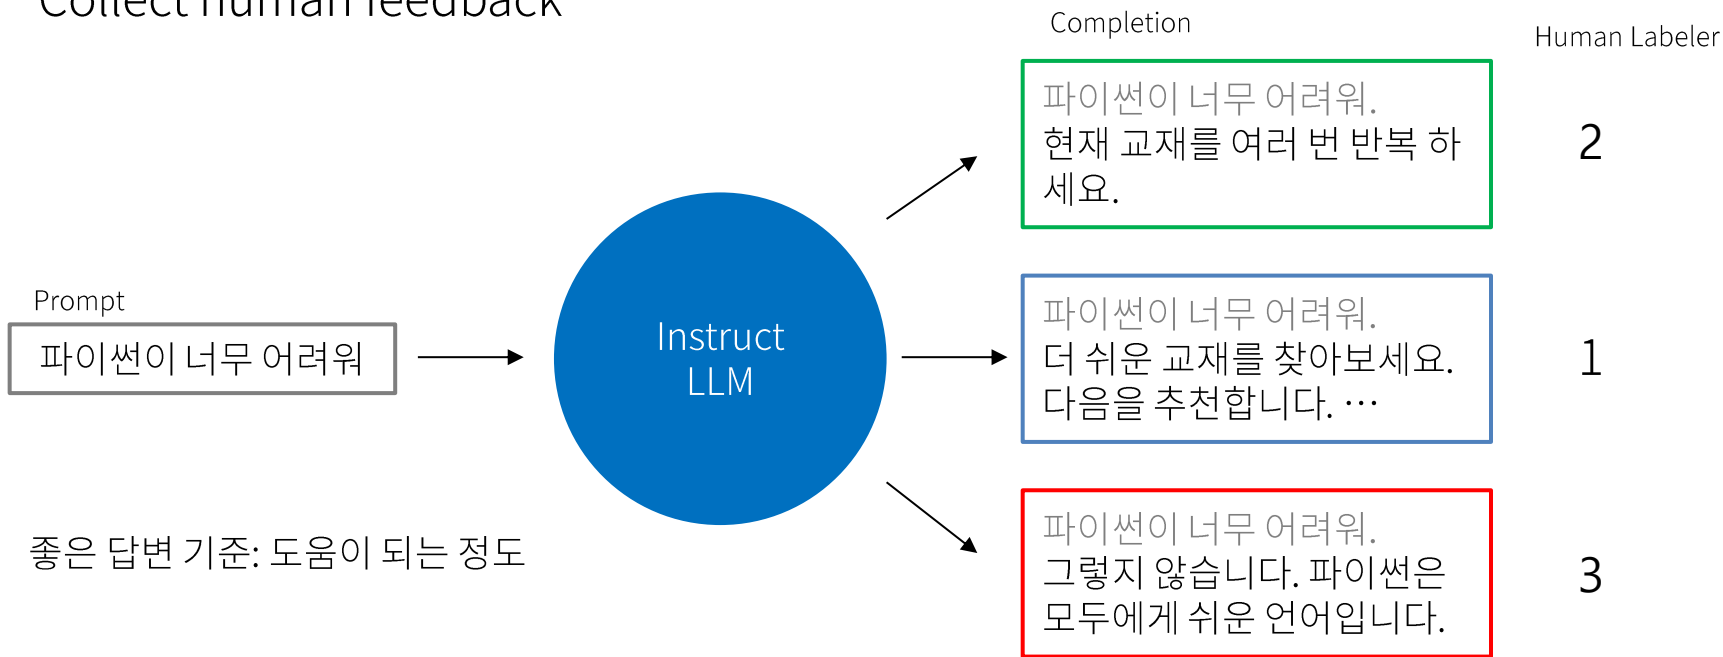 Collect human feedback
Completion
Human Labeler
파이썬이 너무 어려워.
현재 교재를 여러 번 반복 하
세요.
2
Prompt
파이썬이 너무 어려워
Instruct
LLM
파이썬이 너무 어려워.
더 쉬운 교재를 찾아보세요.
다음을 추천합니다. …
1
좋은 답변 기준: 도움이 되는 정도
파이썬이 너무 어려워.
그렇지 않습니다. 파이썬은
모두에게 쉬운 언어입니다.
3